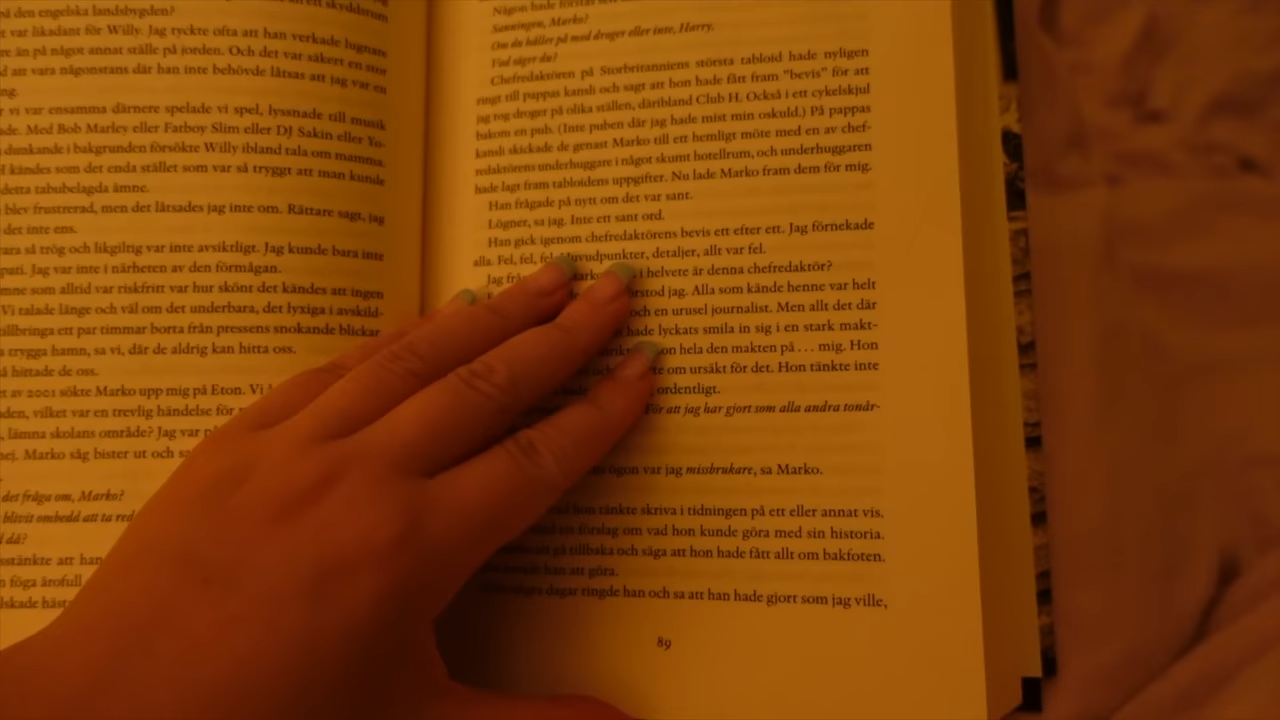 på den engelska landsbygden?
var likadant för Willy. Jag tyckte ofta att han verkade lugnare
än på något annat ställe på jorden. Och det var säkert en stor
att vara någonstans där han inte behövde låtsas att jag var en
vi var ensamma därnere spelade vi spel, lyssnade till musik
Med Bob Marley eller Fatboy Slim eller DJ Sakin eller Yo-
dunkande i bakgrunden försökte Willy ibland tala om mamma.
kändes som det enda stället som var så tryggt att man kunde
detta tabubelagda ämne.
blev frustrerad, men det låtsades jag inte om. Rättare sagt, jag
det inte ens.
vara så trög och likgiltig var inte avsiktligt. Jag kunde bara inte
Jag var inte i närheten av den förmågan.
som alltid var riskfritt var hur skönt det kändes att ingen
Vi talade länge och väl om det underbara, det lyxiga i avskild-
tillbringa ett par timmar borta från pressens snokande blickar.
trygga hamn, sa vi, där de aldrig kan hitta oss.
hittade de oss.
av 2001 sökte Marko upp mig på Eton. Vi
vilket var en trevlig händelse för
lämna skolans område? Jag var
nej. Marko såg bister ut och
det fråga om, Marko?
blivit ombedd att ta
då?
att han
föga ärofull
Någon hade
Sanningen, Marko?
Om du håller på med droger eller inte, Harry.
Vad säger du?
Chefredaktören på Storbritanniens största tabloid hade nyligen
ringt till pappas kansli och sagt att hon hade fått fram ”bevis” för att
jag tog droger på olika ställen, däribland Club H. Också i ett cykelskjul
bakom en pub. (Inte puben där jag hade mist min oskuld.) På pappas
kansli skickade de genast Marko till ett hemligt möte med en av chef-
redaktörens underhuggare i något skumt hotellrum, och underhuggaren
hade lagt fram tabloidens uppgifter. Nu lade Marko fram dem för mig.
Han frågade på nytt om det var sant.
Lögner, sa jag. Inte ett sant ord.
Han gick igenom chefredaktörens bevis ett efter ett. Jag förnekade
alla. Fel, fel, fel. Huvudpunkter, detaljer, allt var fel.
Jag i helvete är denna chefredaktör?
förstod jag. Alla som kände henne var helt
och en urusel journalist. Men allt det där
hade lyckats smila in sig i en stark makt-
hela den makten på . . . mig. Hon
om ursäkt för det. Hon tänkte inte
ordentligt.
För att jag har gjort som alla andra tonår-
ögon var jag missbrukare, sa Marko.
hon tänkte skriva i tidningen på ett eller annat vis.
förslag om vad hon kunde göra med sin historia.
gå tillbaka och säga att hon hade fått allt om bakfoten.
han att göra.
några dagar ringde han och sa att han hade gjort som jag ville,
89